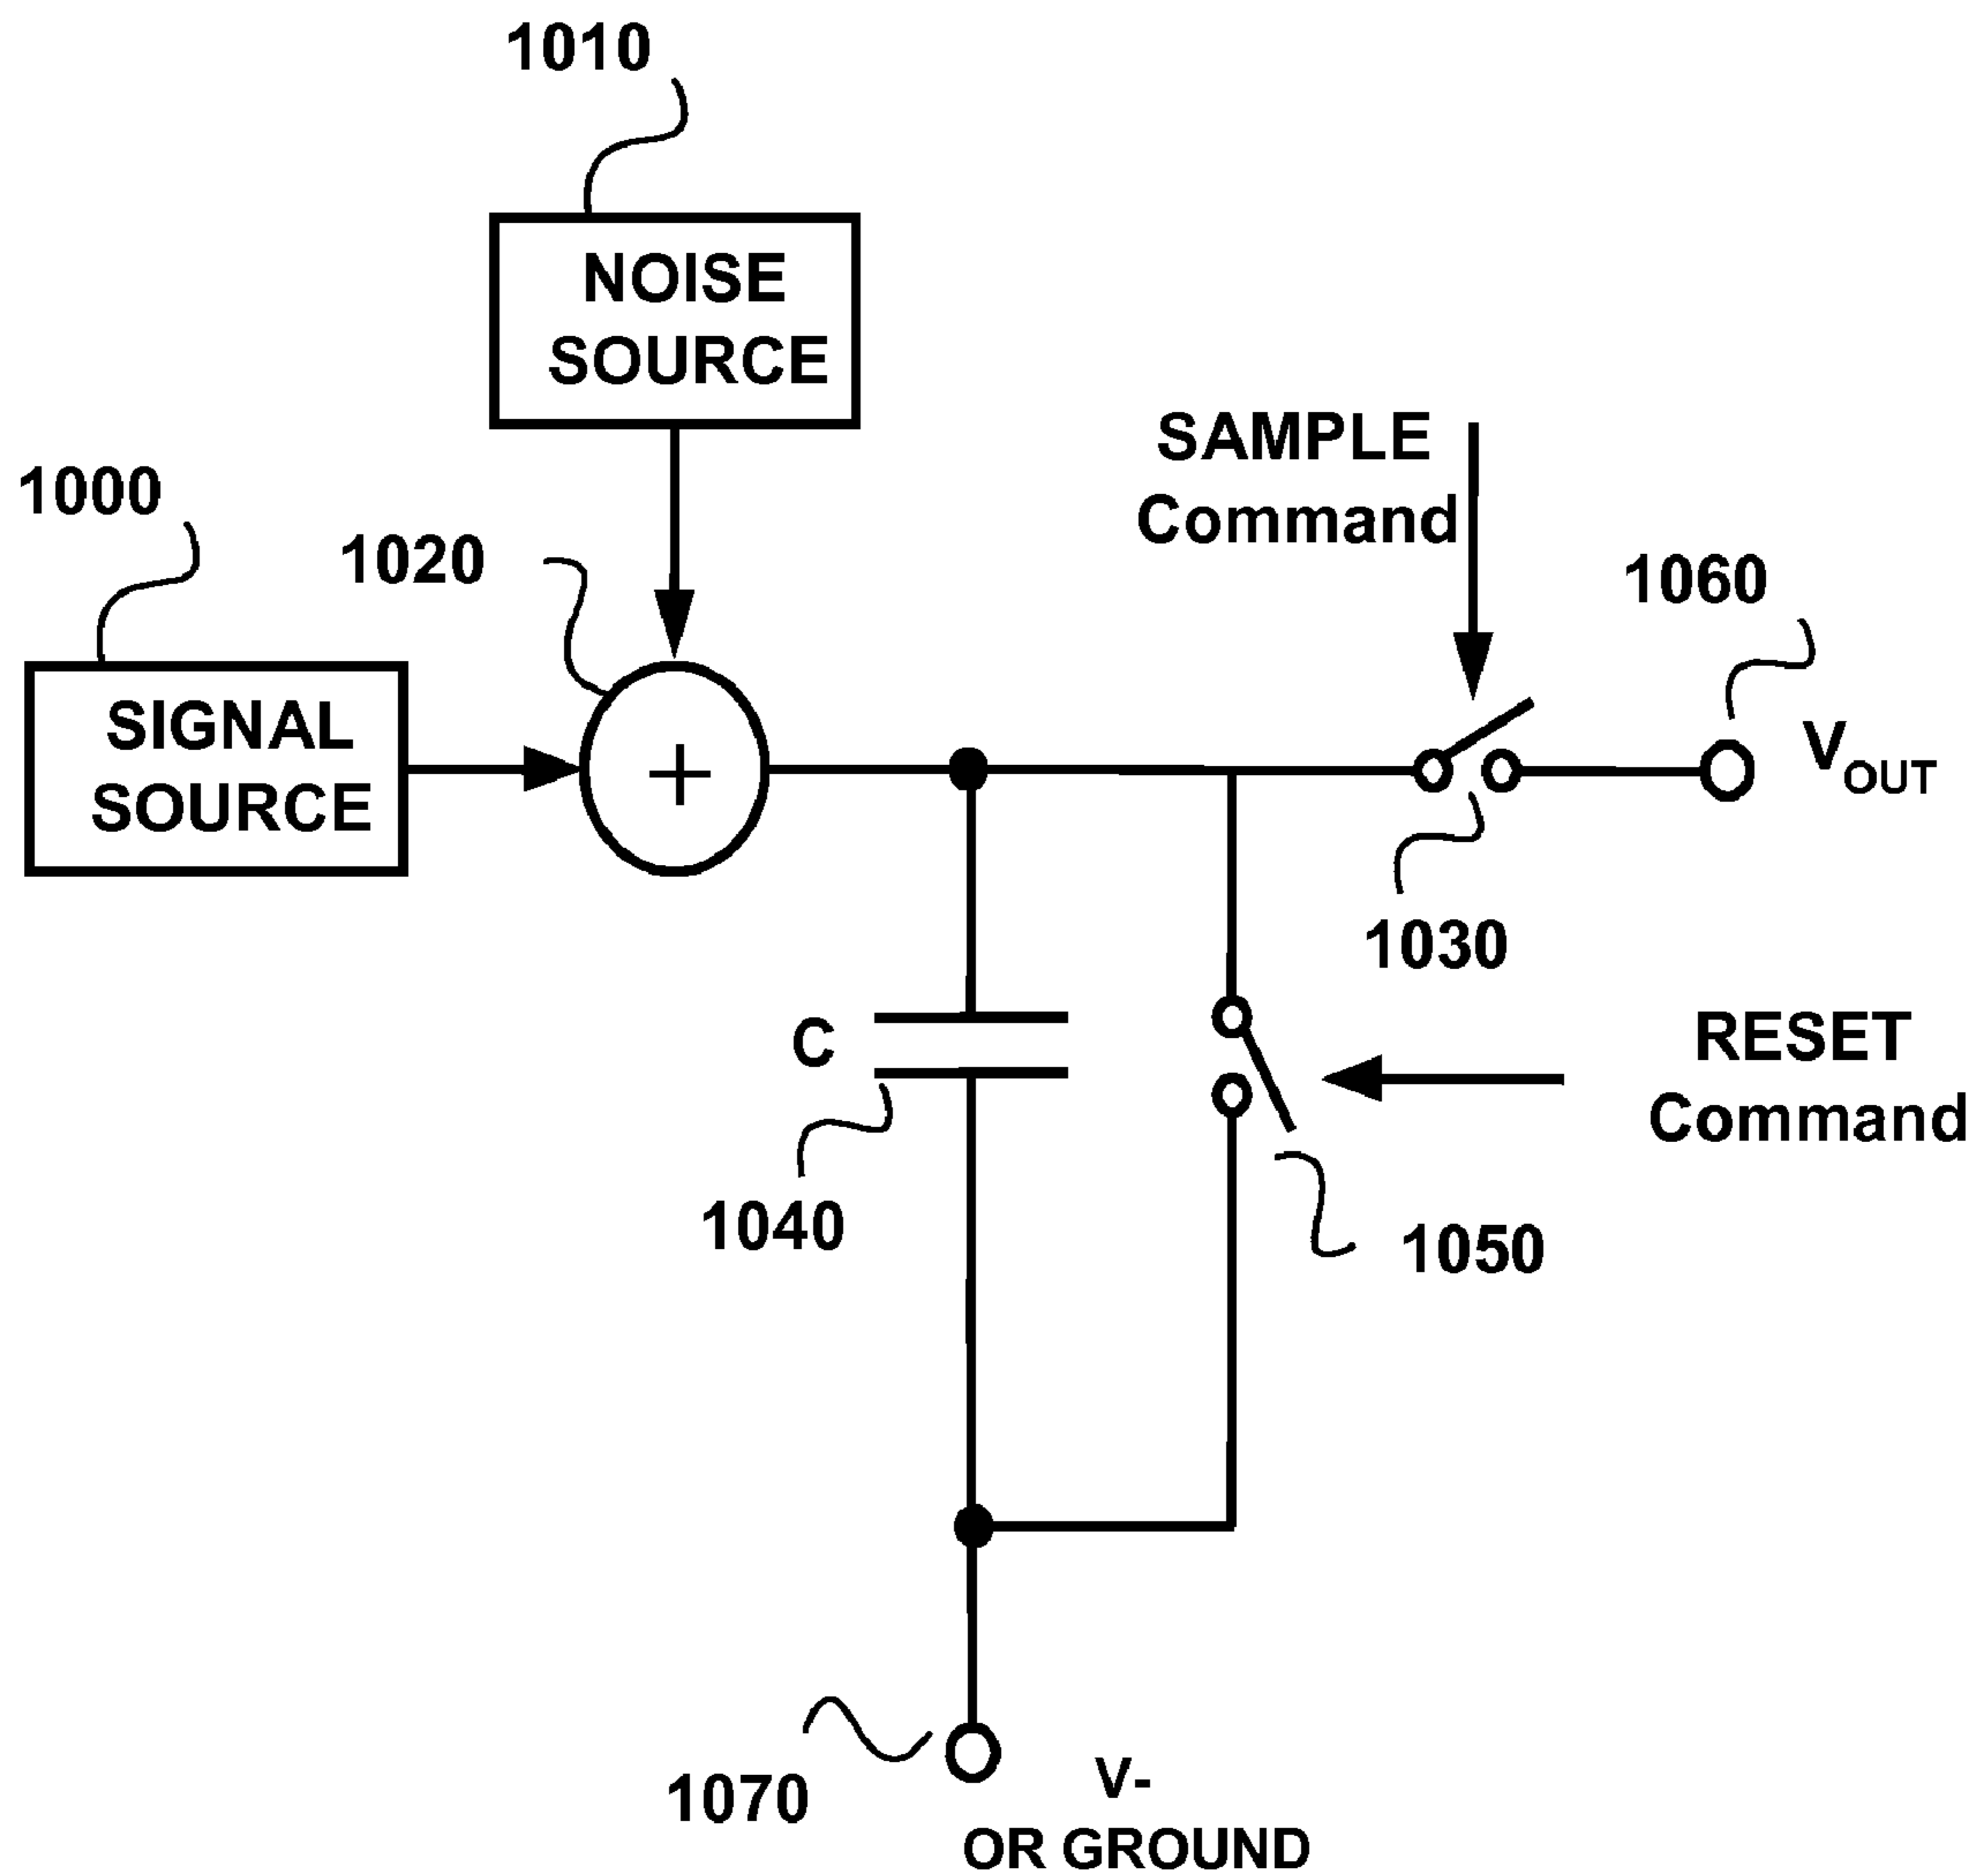 1010
NOISE
SOURCE
SAMPLE
Command
1000
1020
1060
SIGNAL
SOURCE
+
VOUT
1030
C
RESET
Command
1040
1050
1070
V-
OR GROUND